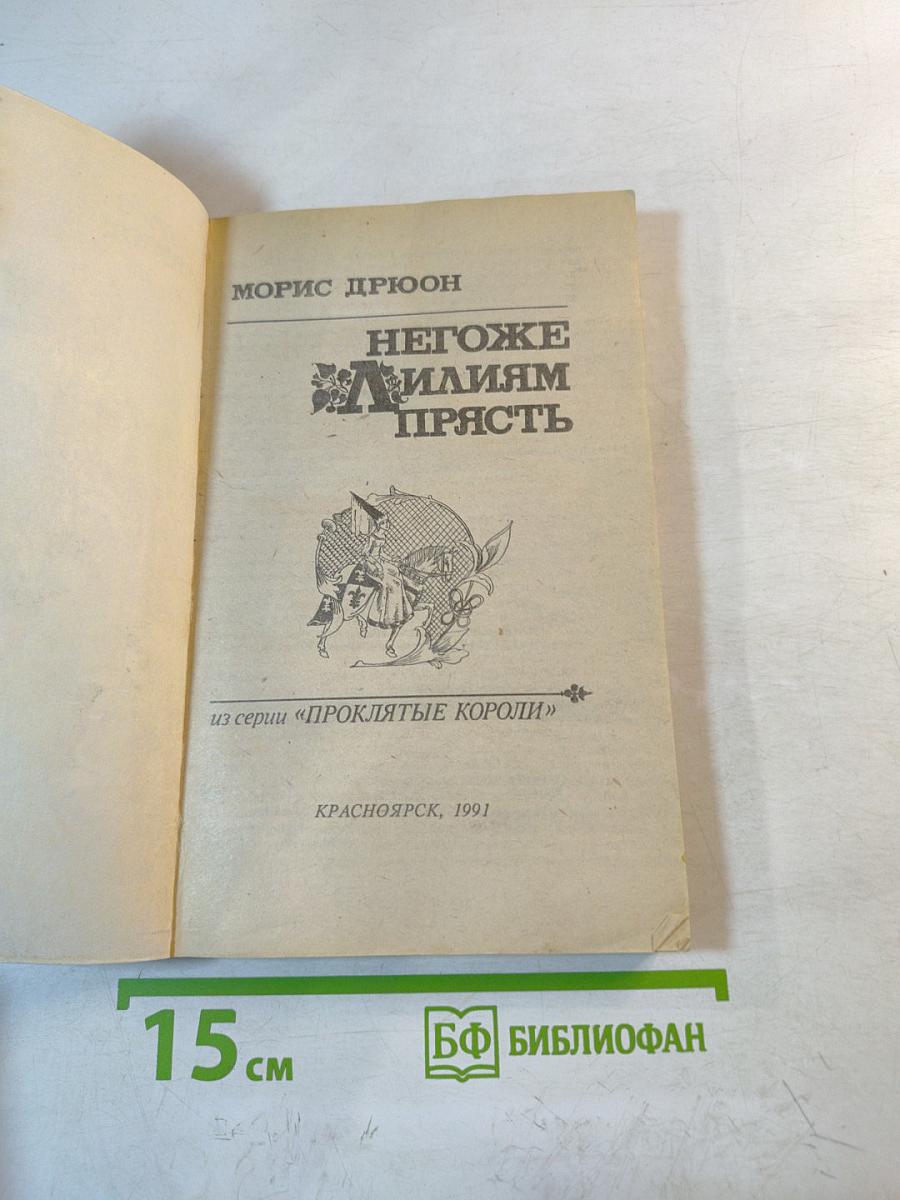 МОРИС ДРЮОН
НЕГОЖЕ
ЛИЛИЯМ
ПРЯСТЬ
из серии «ПРОКЛЯТЫЕ КОРОЛИ»
КРАСНОЯРСК, 1991
15 см
БФ БИБЛИОФАН